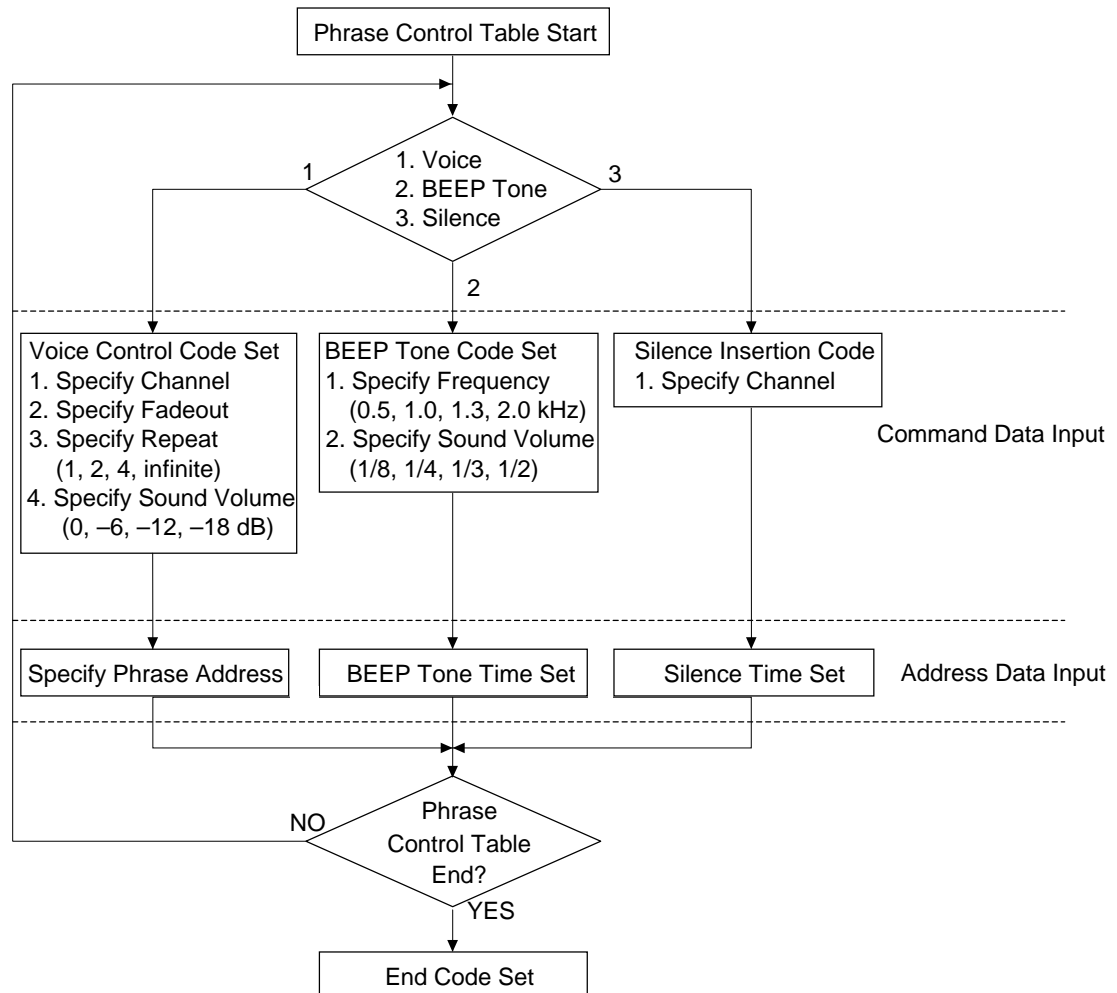 Phrase Control Table Start
1
1. Voice
2. BEEP Tone
3. Silence
3
2
Voice Control Code Set
1. Specify Channel
2. Specify Fadeout
3. Specify Repeat
(1, 2, 4, infinite)
4. Specify Sound Volume
(0, –6, –12, –18 dB)
BEEP Tone Code Set
1. Specify Frequency
(0.5, 1.0, 1.3, 2.0 kHz)
2. Specify Sound Volume
(1/8, 1/4, 1/3, 1/2)
Silence Insertion Code
1. Specify Channel
Command Data Input
Specify Phrase Address
BEEP Tone Time Set
Silence Time Set
Address Data Input
NO
Phrase
Control Table
End?
YES
End Code Set